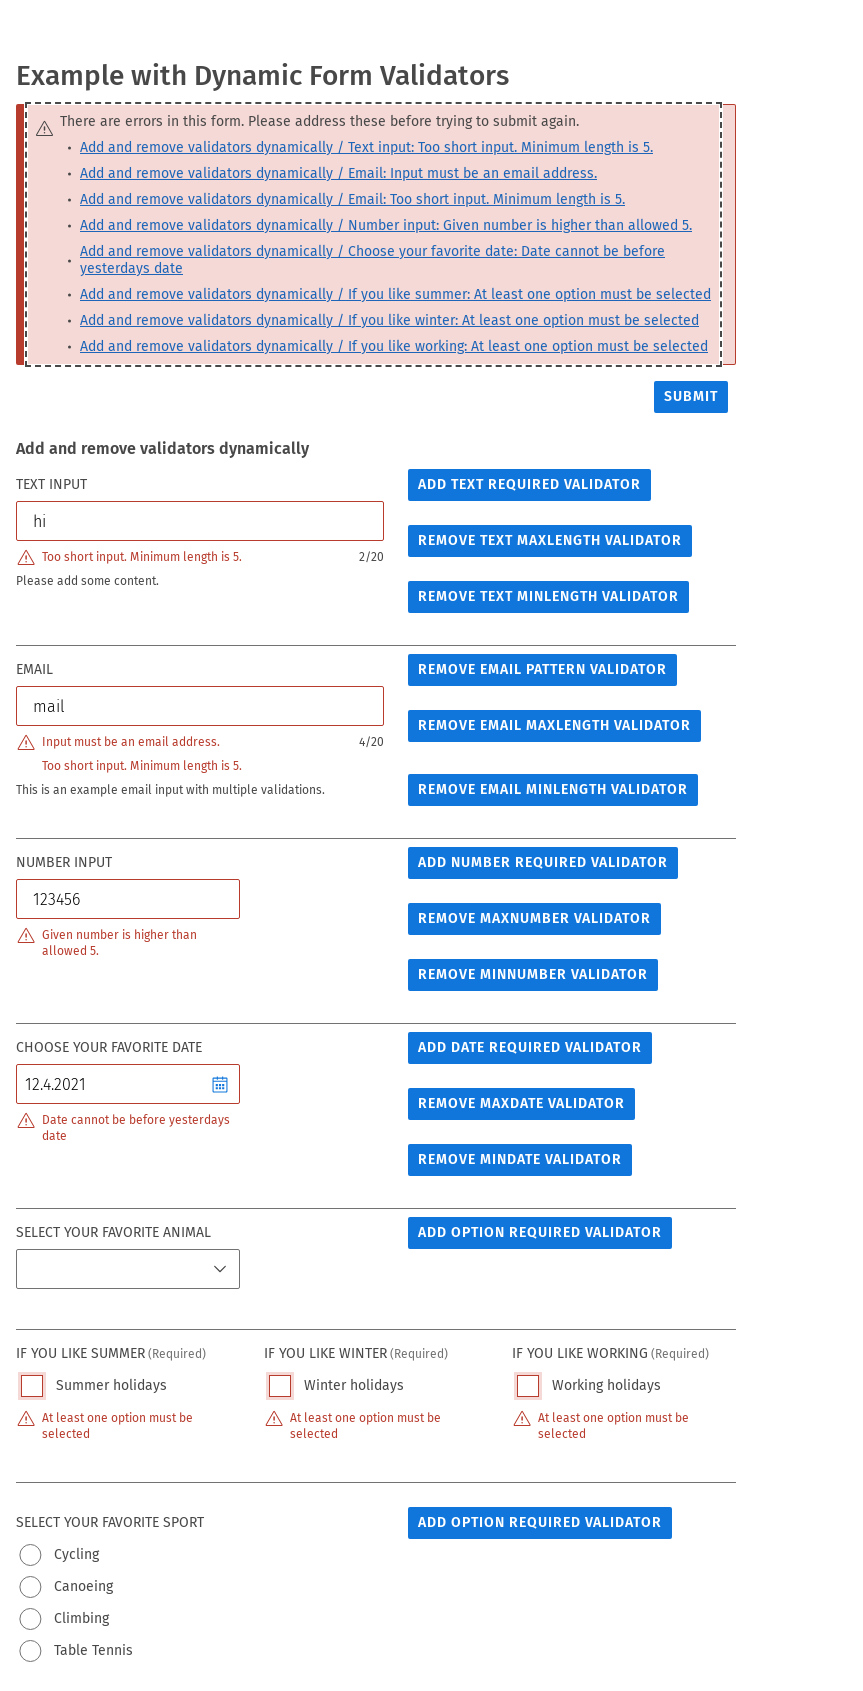 Example with Dynamic Form Validators
There are errors in this form. Please address these before trying to submit again.
• Add and remove validators dynamically / Text input: Too short input. Minimum length is 5.
• Add and remove validators dynamically / Email: Input must be an email address.
• Add and remove validators dynamically / Email: Too short input. Minimum length is 5.
• Add and remove validators dynamically / Number input: Given number is higher than allowed 5.
• Add and remove validators dynamically / Choose your favorite date: Date cannot be before
yesterdays date
• Add and remove validators dynamically / If you like summer: At least one option must be selected
• Add and remove validators dynamically / If you like winter: At least one option must be selected
• Add and remove validators dynamically / If you like working: At least one option must be selected
SUBMIT
Add and remove validators dynamically
TEXT INPUT
ADD TEXT REQUIRED VALIDATOR
hi
REMOVE TEXT MAXLENGTH VALIDATOR
Too short input. Minimum length is 5. 2/20
Please add some content.
REMOVE TEXT MINLENGTH VALIDATOR
EMAIL
REMOVE EMAIL PATTERN VALIDATOR
mail
REMOVE EMAIL MAXLENGTH VALIDATOR
Input must be an email address. 4/20
Too short input. Minimum length is 5.
This is an example email input with multiple validations.
REMOVE EMAIL MINLENGTH VALIDATOR
NUMBER INPUT
ADD NUMBER REQUIRED VALIDATOR
123456
REMOVE MAXNUMBER VALIDATOR
Given number is higher than
allowed 5.
REMOVE MINNUMBER VALIDATOR
CHOOSE YOUR FAVORITE DATE
ADD DATE REQUIRED VALIDATOR
12.4.2021
REMOVE MAXDATE VALIDATOR
Date cannot be before yesterdays
date
REMOVE MINDATE VALIDATOR
SELECT YOUR FAVORITE ANIMAL
ADD OPTION REQUIRED VALIDATOR
IF YOU LIKE SUMMER (Required)
Summer holidays
At least one option must be
selected
IF YOU LIKE WINTER (Required)
Winter holidays
At least one option must be
selected
IF YOU LIKE WORKING (Required)
Working holidays
At least one option must be
selected
SELECT YOUR FAVORITE SPORT
ADD OPTION REQUIRED VALIDATOR
Cycling
Canoeing
Climbing
Table Tennis